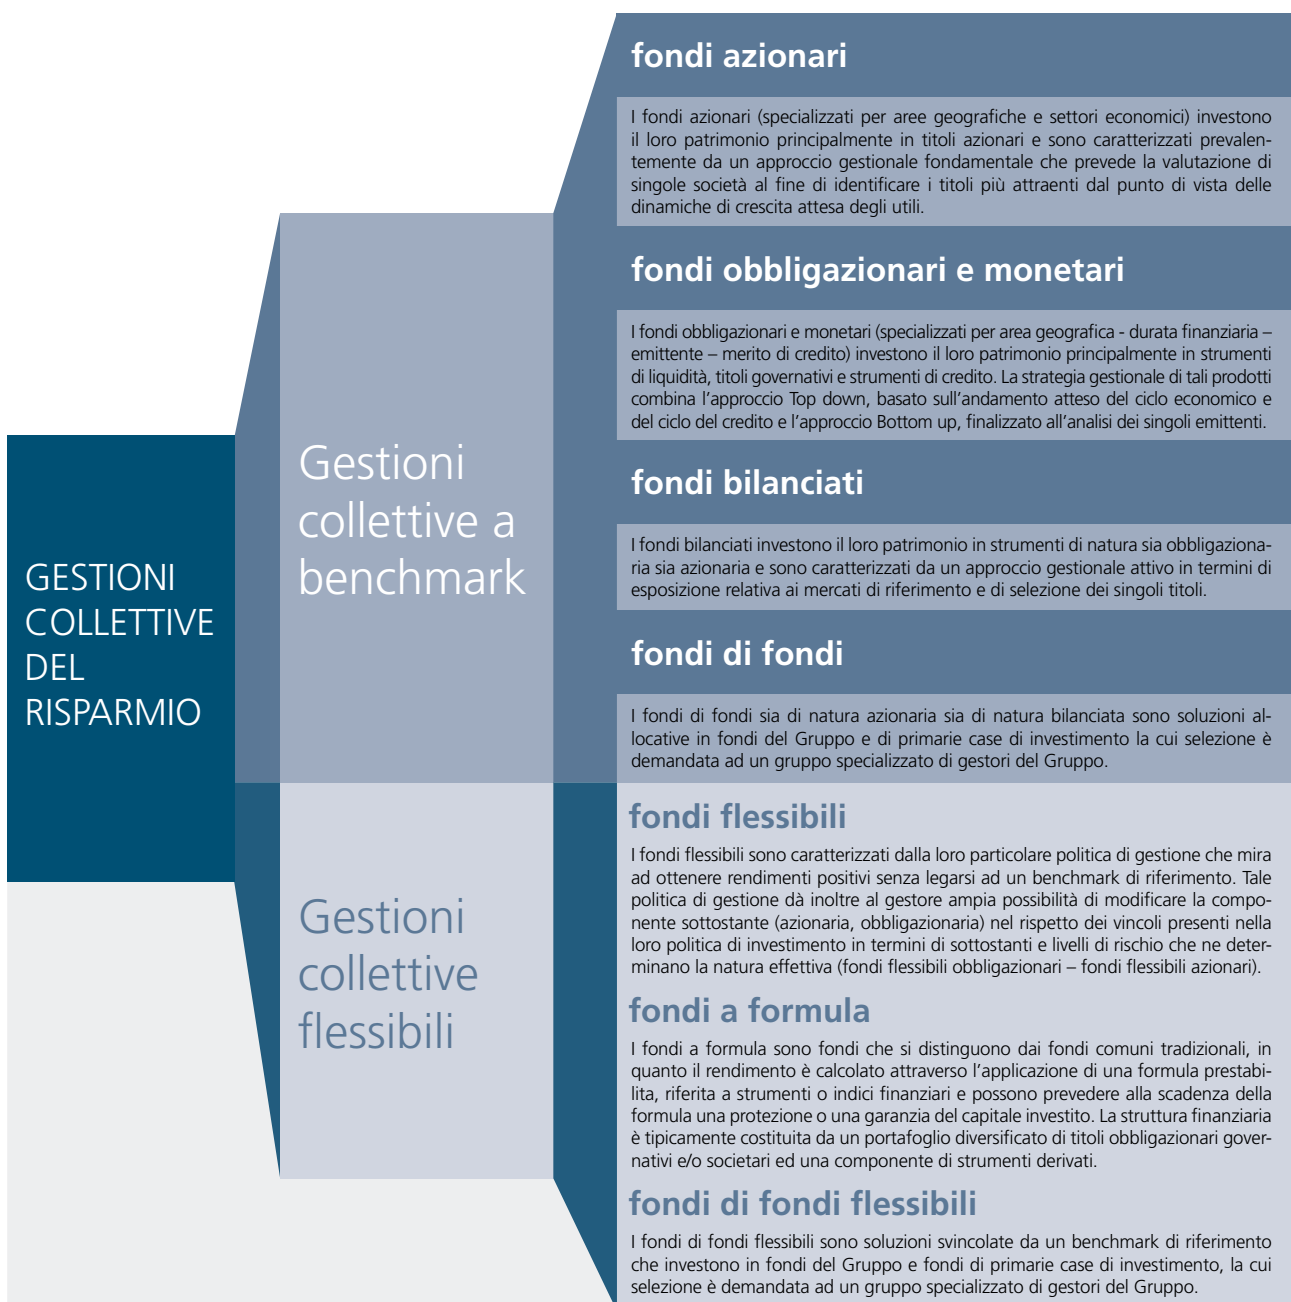 GESTIONI
COLLETTIVE
DEL
RISPARMIO
Gestioni
collettive a
benchmark
fondi azionari
I fondi azionari (specializzati per aree geografiche e settori economici) investono
il loro patrimonio principalmente in titoli azionari e sono caratterizzati prevalen-
temente da un approccio gestionale fondamentale che prevede la valutazione di
singole società al fine di identificare i titoli più attraenti dal punto di vista delle
dinamiche di crescita attesa degli utili.
fondi obbligazionari e monetari
I fondi obbligazionari e monetari (specializzati per area geografica - durata finanziaria –
emittente – merito di credito) investono il loro patrimonio principalmente in strumenti
di liquidità, titoli governativi e strumenti di credito. La strategia gestionale di tali prodotti
combina l'approccio Top down, basato sull'andamento atteso del ciclo economico e
del ciclo del credito e l'approccio Bottom up, finalizzato all'analisi dei singoli emittenti.
fondi bilanciati
I fondi bilanciati investono il loro patrimonio in strumenti di natura sia obbligaziona-
ria sia azionaria e sono caratterizzati da un approccio gestionale attivo in termini di
esposizione relativa ai mercati di riferimento e di selezione dei singoli titoli.
fondi di fondi
I fondi di fondi sia di natura azionaria sia di natura bilanciata sono soluzioni al-
locative in fondi del Gruppo e di primarie case di investimento la cui selezione è
demandata ad un gruppo specializzato di gestori del Gruppo.
Gestioni
collettive
flessibili
fondi flessibili
I fondi flessibili sono caratterizzati dalla loro particolare politica di gestione che mira
ad ottenere rendimenti positivi senza legarsi ad un benchmark di riferimento. Tale
politica di gestione dà inoltre al gestore ampia possibilità di modificare la compo-
nente sottostante (azionaria, obbligazionaria) nel rispetto dei vincoli presenti nella
loro politica di investimento in termini di sottostanti e livelli di rischio che ne deter-
minano la natura effettiva (fondi flessibili obbligazionari – fondi flessibili azionari).
fondi a formula
I fondi a formula sono fondi che si distinguono dai fondi comuni tradizionali, in
quanto il rendimento è calcolato attraverso l'applicazione di una formula prestabi-
lita, riferita a strumenti o indici finanziari e possono prevedere alla scadenza della
formula una protezione o una garanzia del capitale investito. La struttura finanziaria
è tipicamente costituita da un portafoglio diversificato di titoli obbligazionari gover-
nativi e/o societari ed una componente di strumenti derivati.
fondi di fondi flessibili
I fondi di fondi flessibili sono soluzioni svincolate da un benchmark di riferimento
che investono in fondi del Gruppo e fondi di primarie case di investimento, la cui
selezione è demandata ad un gruppo specializzato di gestori del Gruppo.